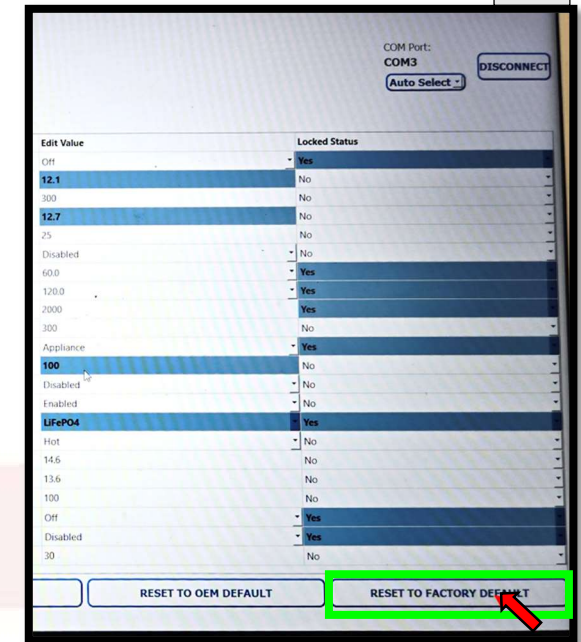 COM Port:
COM3
DISCONNECT
Auto Select
Edit Value Locked Status
Off Yes
12.1 No
300 No
12.7 No
25 No
Disabled No
60.0 Yes
120.0 Yes
2000 Yes
300 No
Appliance Yes
100 No
Disabled No
Enabled No
LiFePO4 Yes
Hot No
14.6 No
13.6 No
100 No
Off Yes
Disabled Yes
30 No
RESET TO OEM DEFAULT RESET TO FACTORY DEFAULT